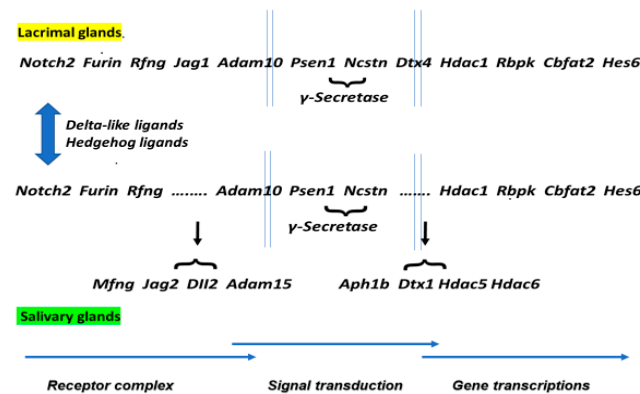 Lacrimal glands.
Notch2 Furin Rfng Jag1 Adam10 Psen1 Ncstn Dtx4 Hdac1 Rbpk Cbfat2 Hes6
γ-Secretase
Delta-like ligands
Hedgehog ligands
Notch2 Furin Rfng ........ Adam10 Psen1 Ncstn ....... Hdac1 Rbpk Cbfat2 Hes6
γ-Secretase
Mfng Jag2 Dll2 Adam15 Aph1b Dtx1 Hdac5 Hdac6
Salivary glands
Receptor complex Signal transduction Gene transcriptions